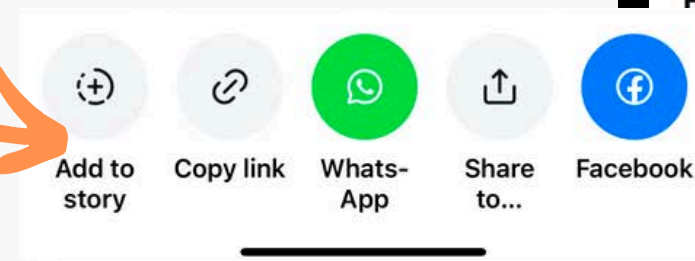 Add to story
Copy link
Whats-App
Share to...
Facebook